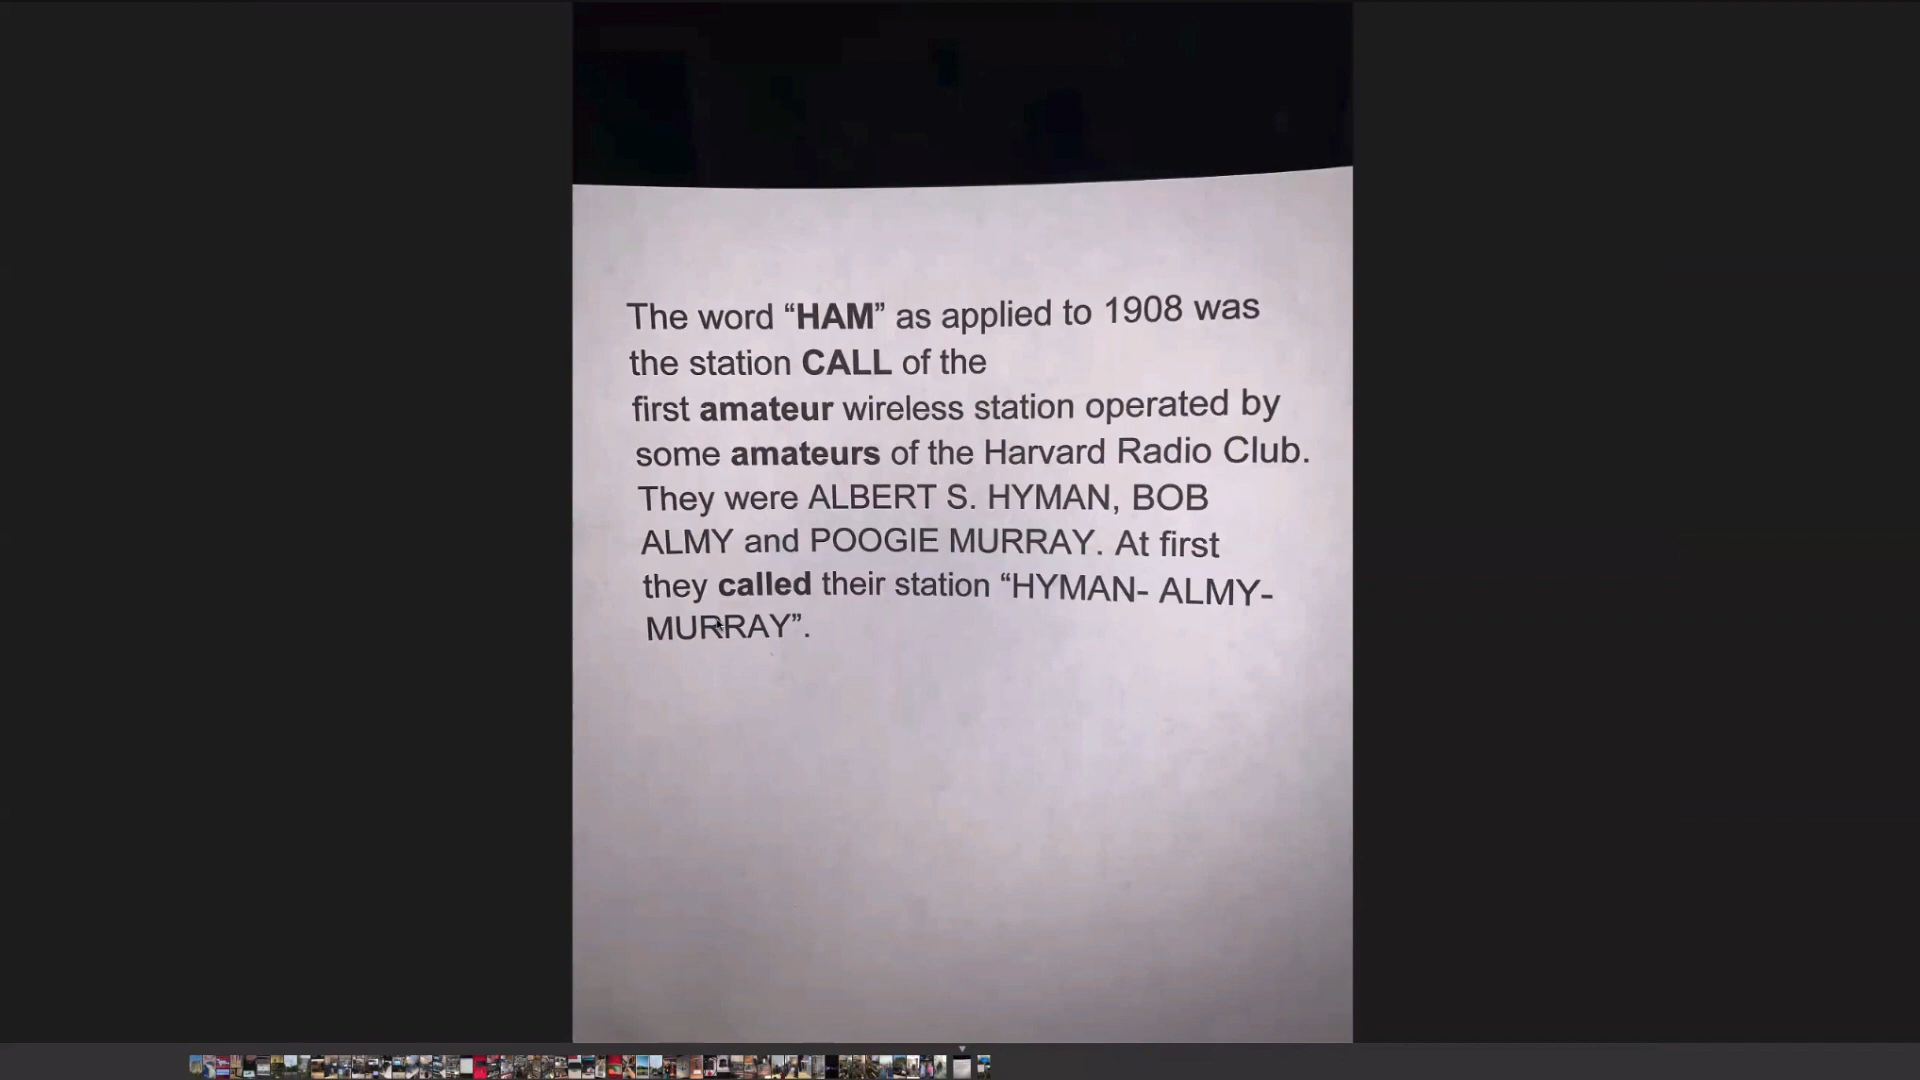 The word “HAM” as applied to 1908 was
the station CALL of the
first amateur wireless station operated by
some amateurs of the Harvard Radio Club.
They were ALBERT S. HYMAN, BOB
ALMY and POOGIE MURRAY. At first
they called their station “HYMAN- ALMY-
MURRAY”.